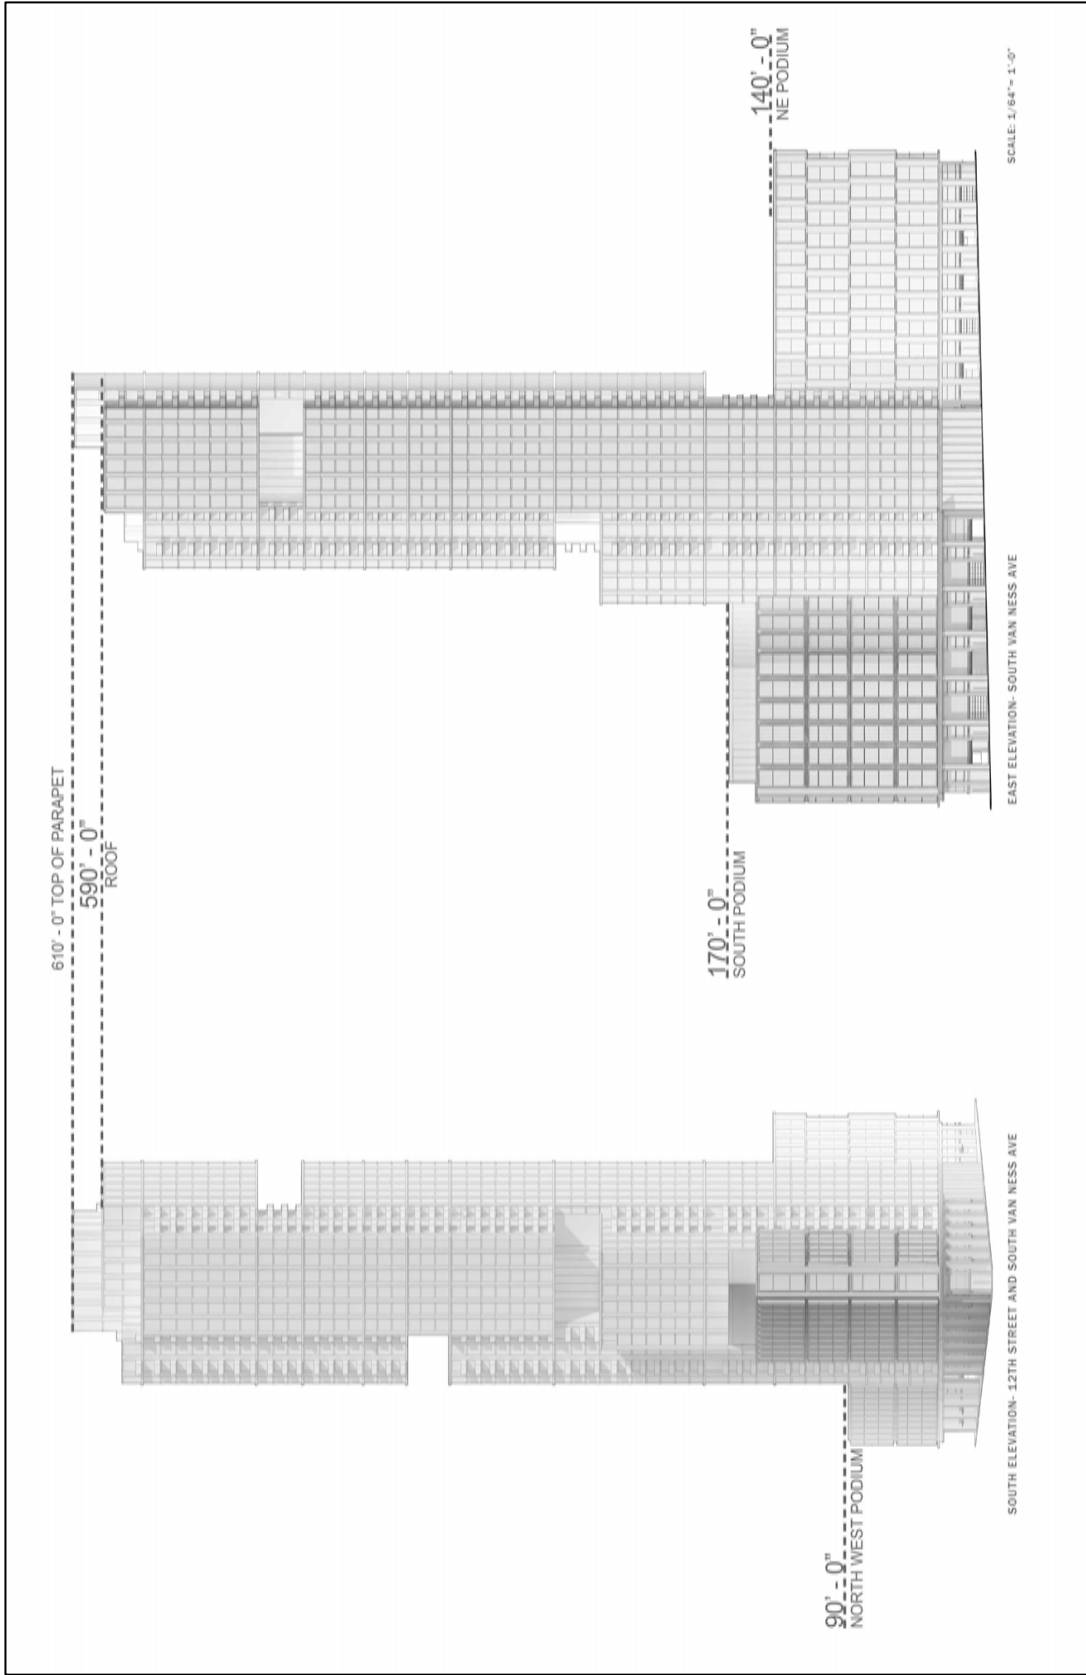 610' - 0" TOP OF PARAPET
590' - 0"
ROOF
170' - 0"
SOUTH PODIUM
140' - 0"
NE PODIUM
90' - 0"
NORTH WEST PODIUM
SOUTH ELEVATION- 12TH STREET AND SOUTH VAN NESS AVE
EAST ELEVATION- SOUTH VAN NESS AVE
SCALE: 1/64"= 1'-0"